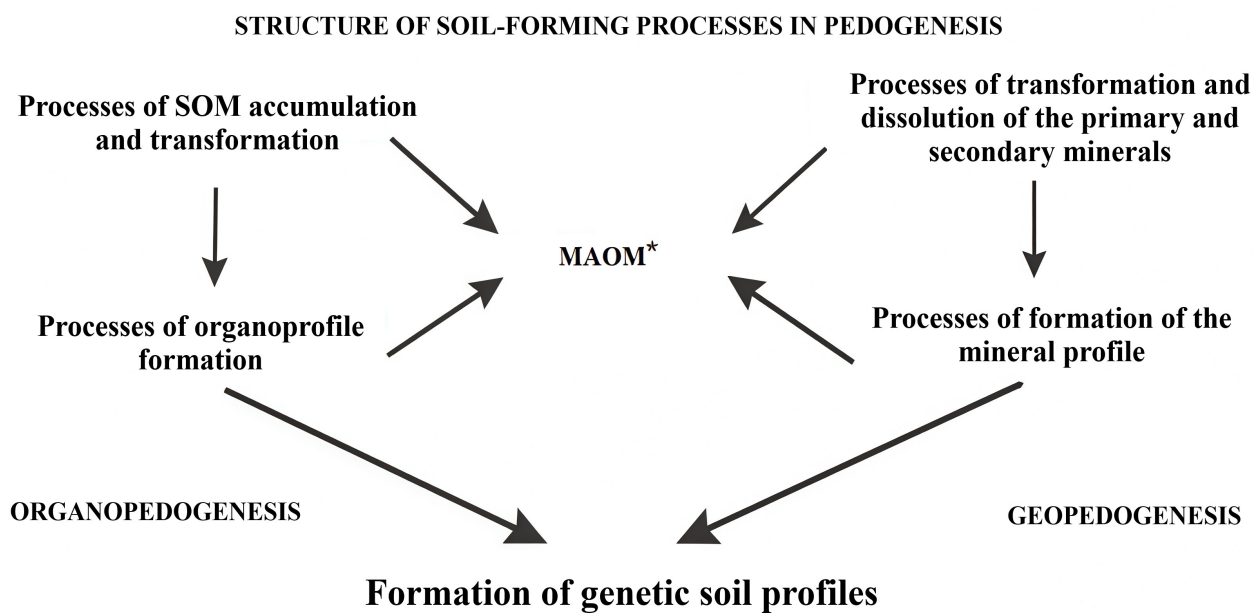 STRUCTURE OF SOIL-FORMING PROCESSES IN PEDOGENESIS
Processes of SOM accumulation
and transformation
Processes of transformation and
dissolution of the primary and
secondary minerals
MAOM*
Processes of organoprofile
formation
Processes of formation of the
mineral profile
ORGANOPEDOGENESIS
GEOPEDOGENESIS
Formation of genetic soil profiles